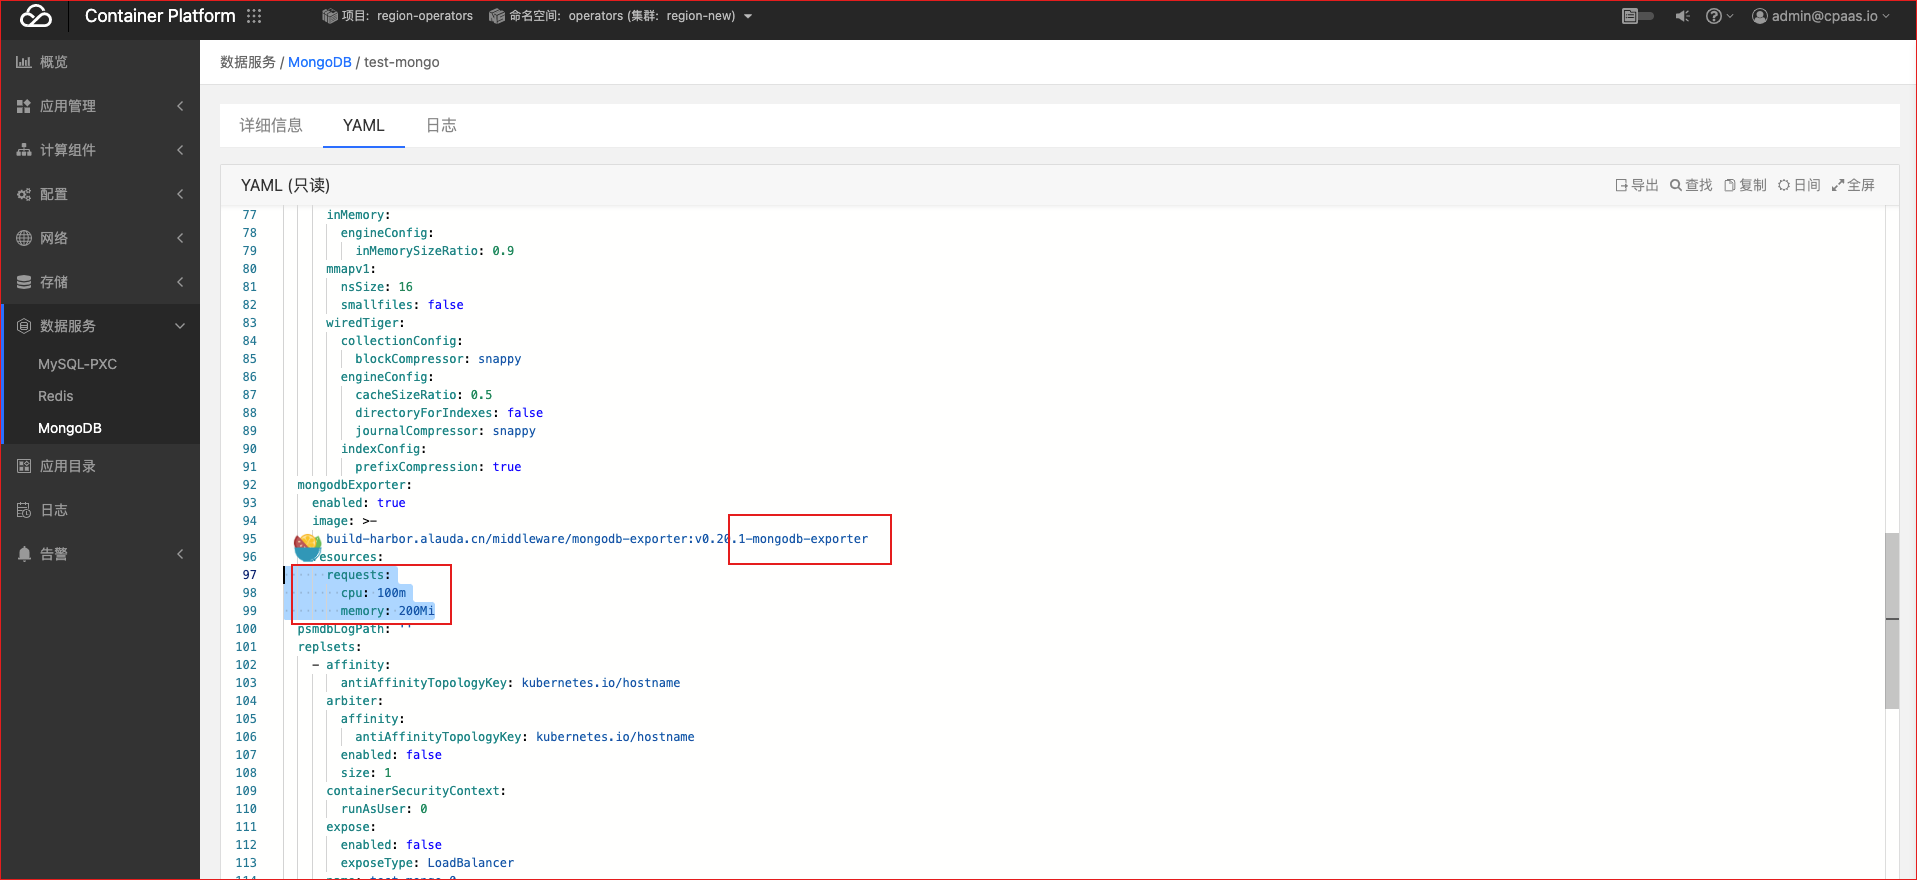 Container Platform 项目: region-operators 命名空间: operators (集群: region-new) admin@cpaas.io
概览
应用管理
计算组件
配置
网络
存储
数据服务
MySQL-PXC
Redis
MongoDB
应用目录
日志
告警
数据服务 / MongoDB / test-mongo
详细信息 YAML 日志
YAML (只读) 导出 查找 复制 日间 全屏
77 inMemory:
78 engineConfig:
79 inMemorySizeRatio: 0.9
80 mmapv1:
81 nsSize: 16
82 smallfiles: false
83 wiredTiger:
84 collectionConfig:
85 blockCompressor: snappy
86 engineConfig:
87 cacheSizeRatio: 0.5
88 directoryForIndexes: false
89 journalCompressor: snappy
90 indexConfig:
91 prefixCompression: true
92 mongodbExporter:
93 enabled: true
94 image: >-
95 build-harbor.alauda.cn/middleware/mongodb-exporter:v0.20.1-mongodb-exporter
96 esources:
97 requests:
98 cpu: 100m
99 memory: 200Mi
100 psmdbLogPath: ''
101 replsets:
102 - affinity:
103 antiAffinityTopologyKey: kubernetes.io/hostname
104 arbiter:
105 affinity:
106 antiAffinityTopologyKey: kubernetes.io/hostname
107 enabled: false
108 size: 1
109 containerSecurityContext:
110 runAsUser: 0
111 expose:
112 enabled: false
113 exposeType: LoadBalancer